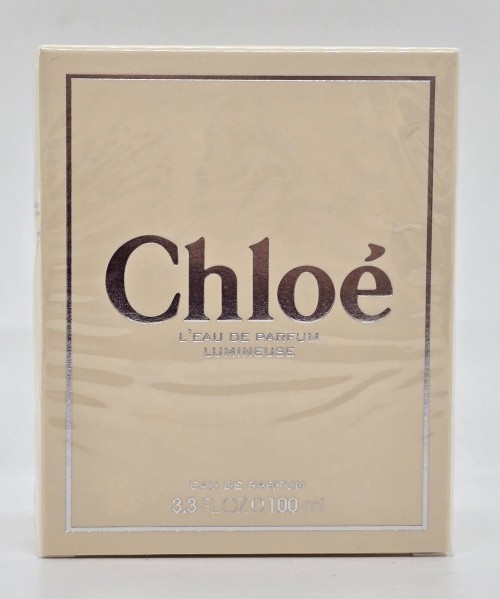 Chloé
L'EAU DE PARFUM
LUMINEUSE
EAU DE PARFUM
3,3 FL.OZ℮100 ml